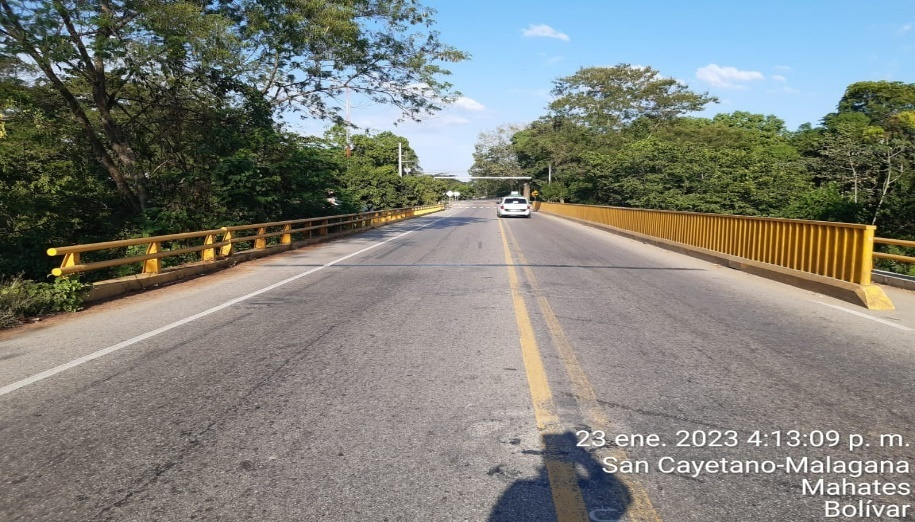 23 ene. 2023 4:13:09 p. m.
San Cayetano-Malagana
Mahates
Bolívar